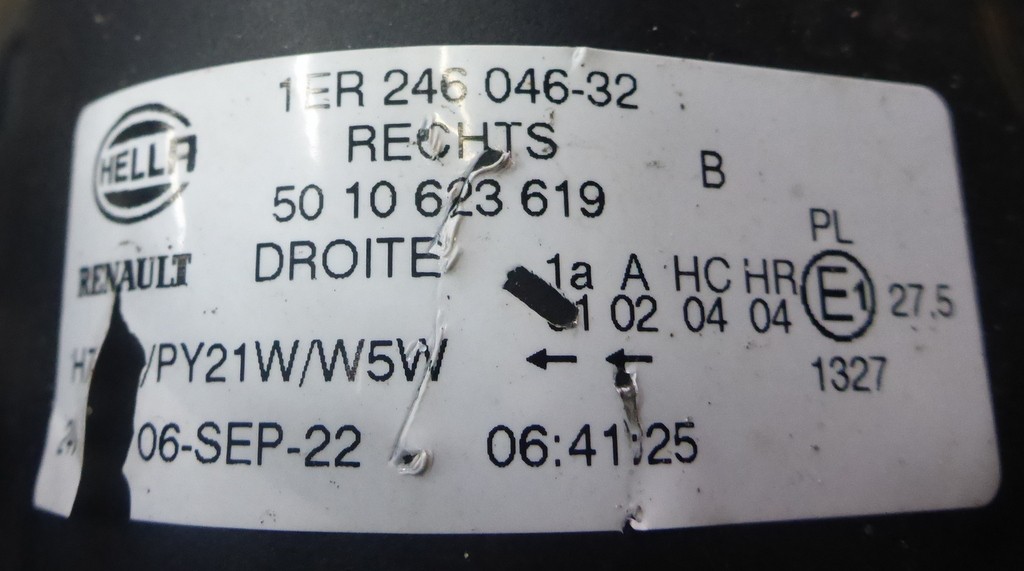 1ER 246 046-32
HELLA
RECHTS
B
50 10 623 619
PL
RENAULT
DROITE
1a A HC HR E1 27,5
02 04 04
/PY21W/W5W
← ←
1327
06-SEP-22 06:41:25